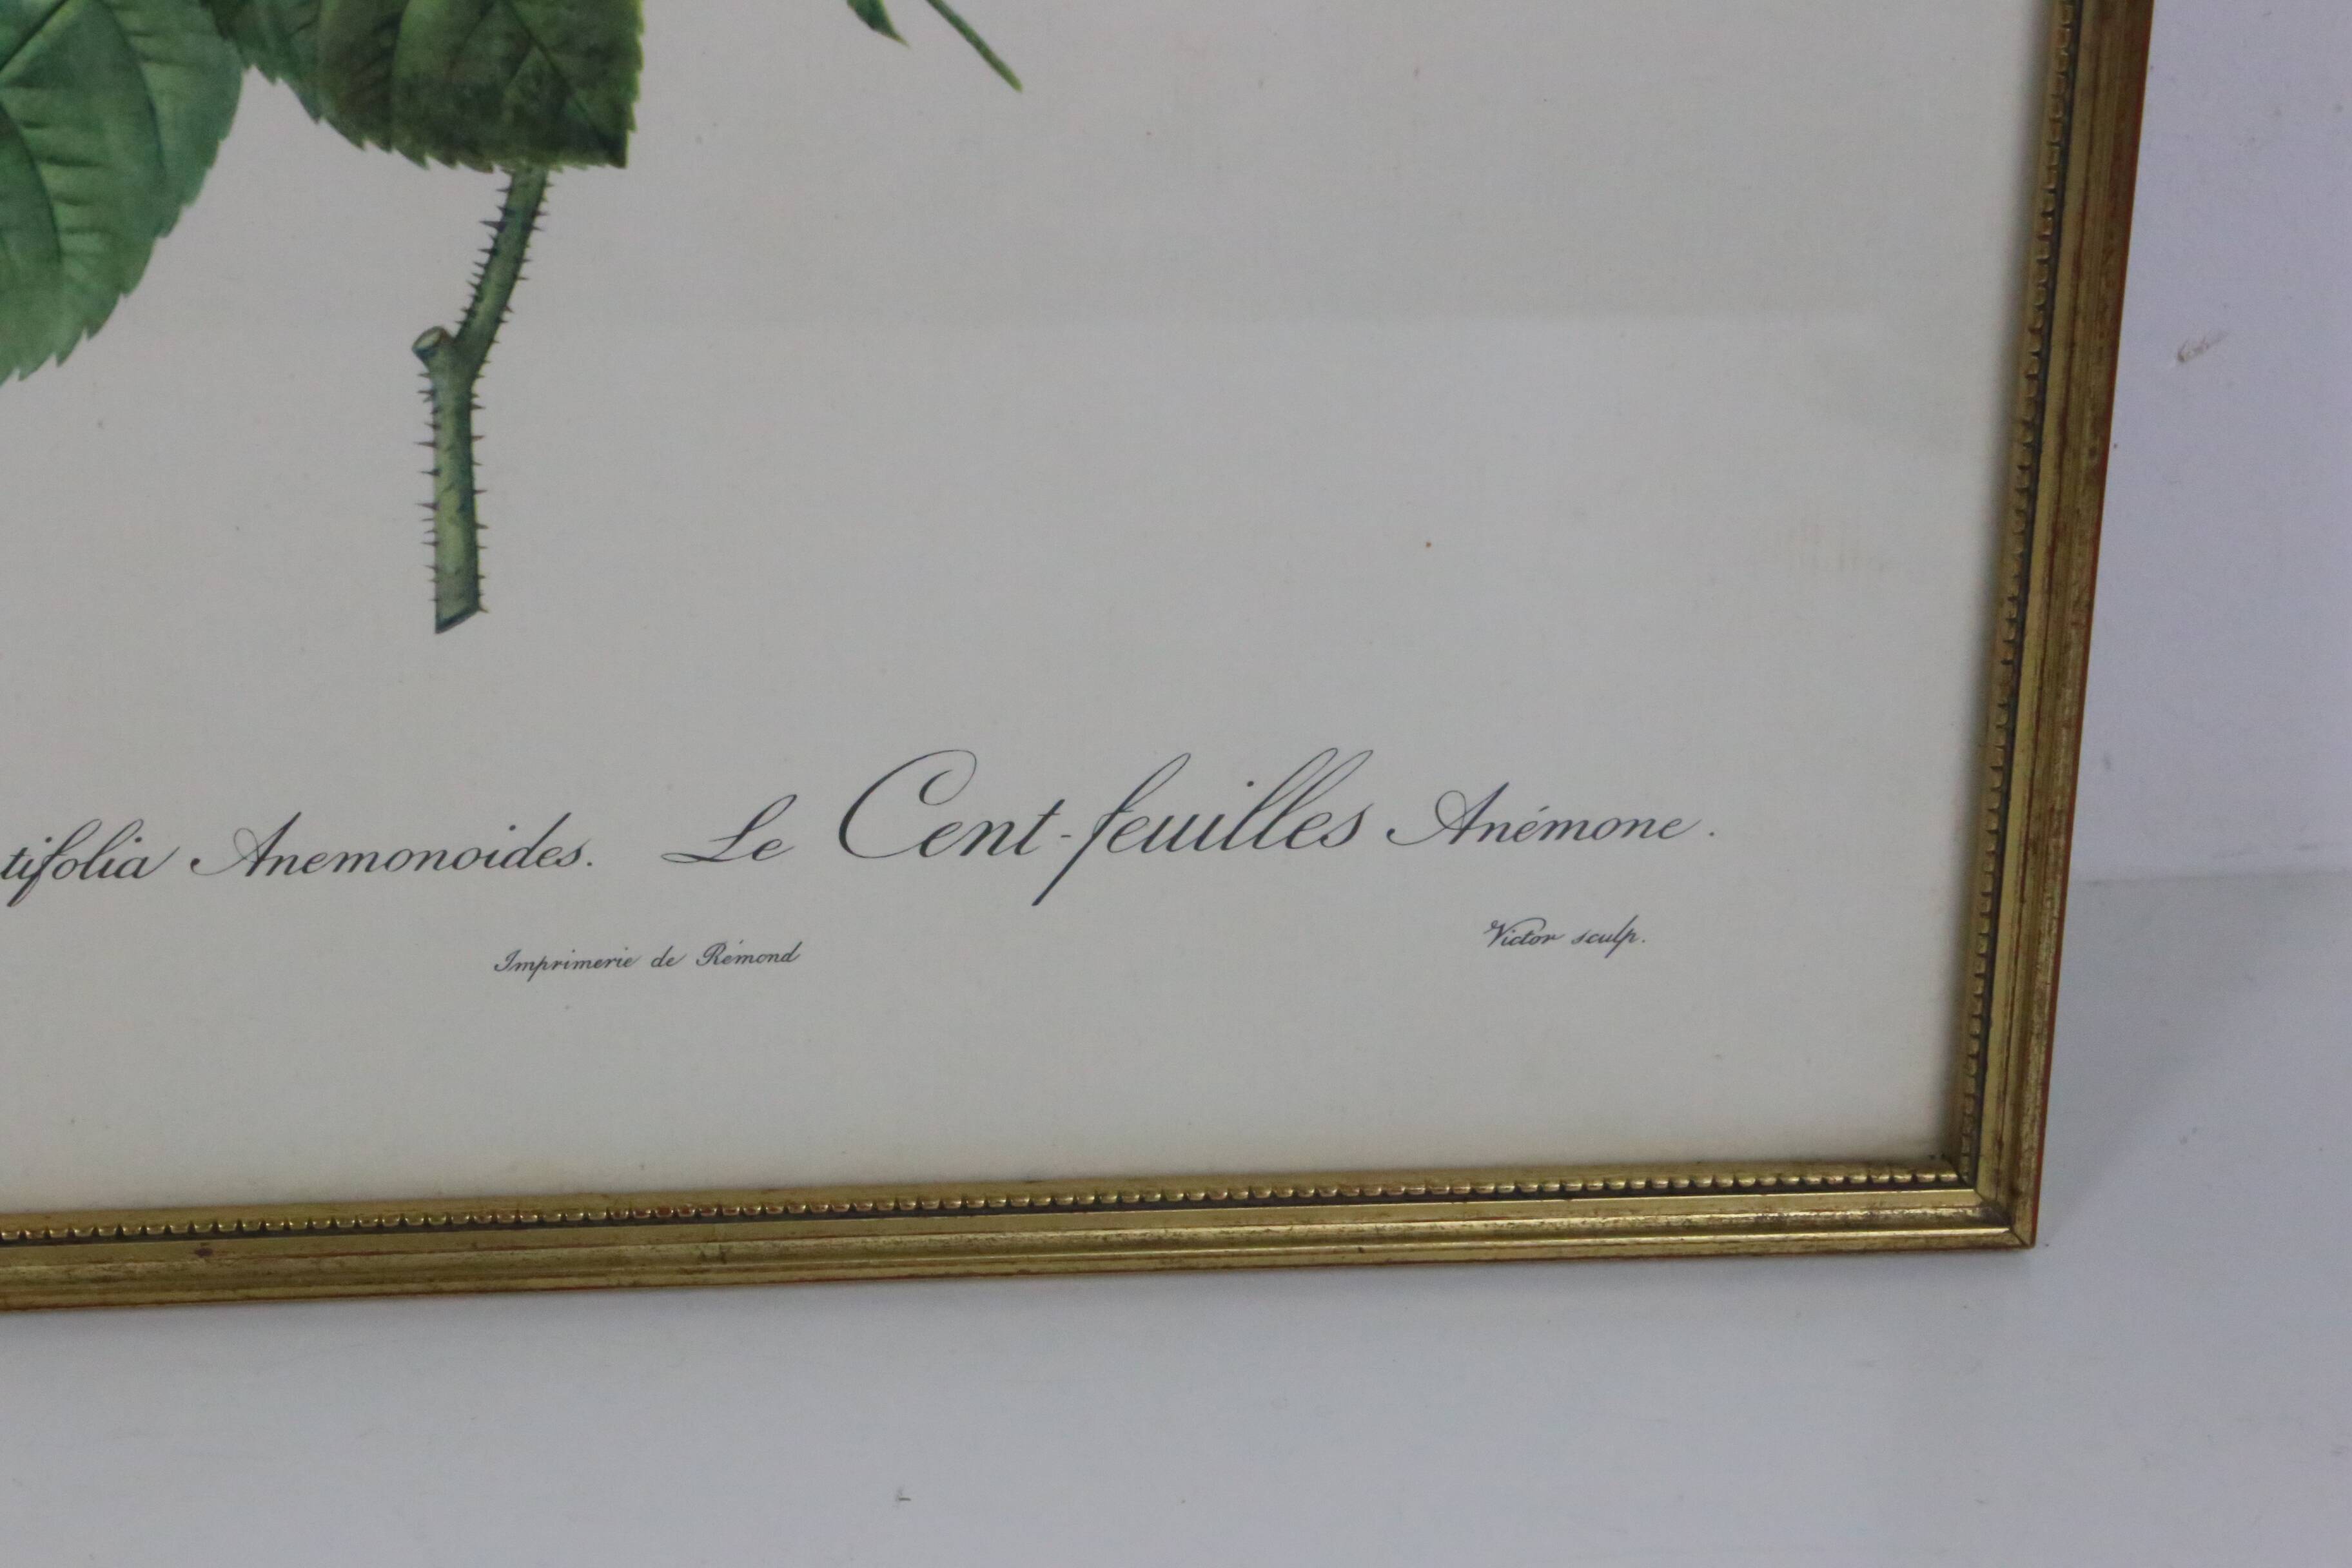 tifolia Anemonoides. Le Cent-feuilles Anémone.
Imprimerie de Rémond Victor sculp.